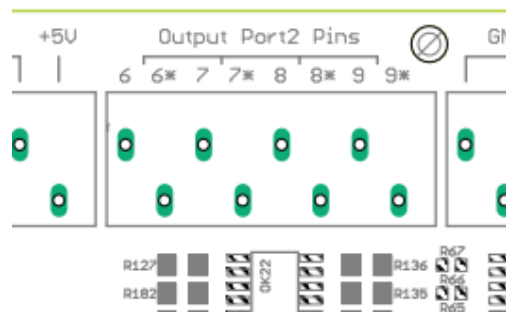 +5V Output Port2 Pins
6 6* 7 7* 8 8* 9 9*
R127 OK22 R136 R67
R66
R182 R135
R65